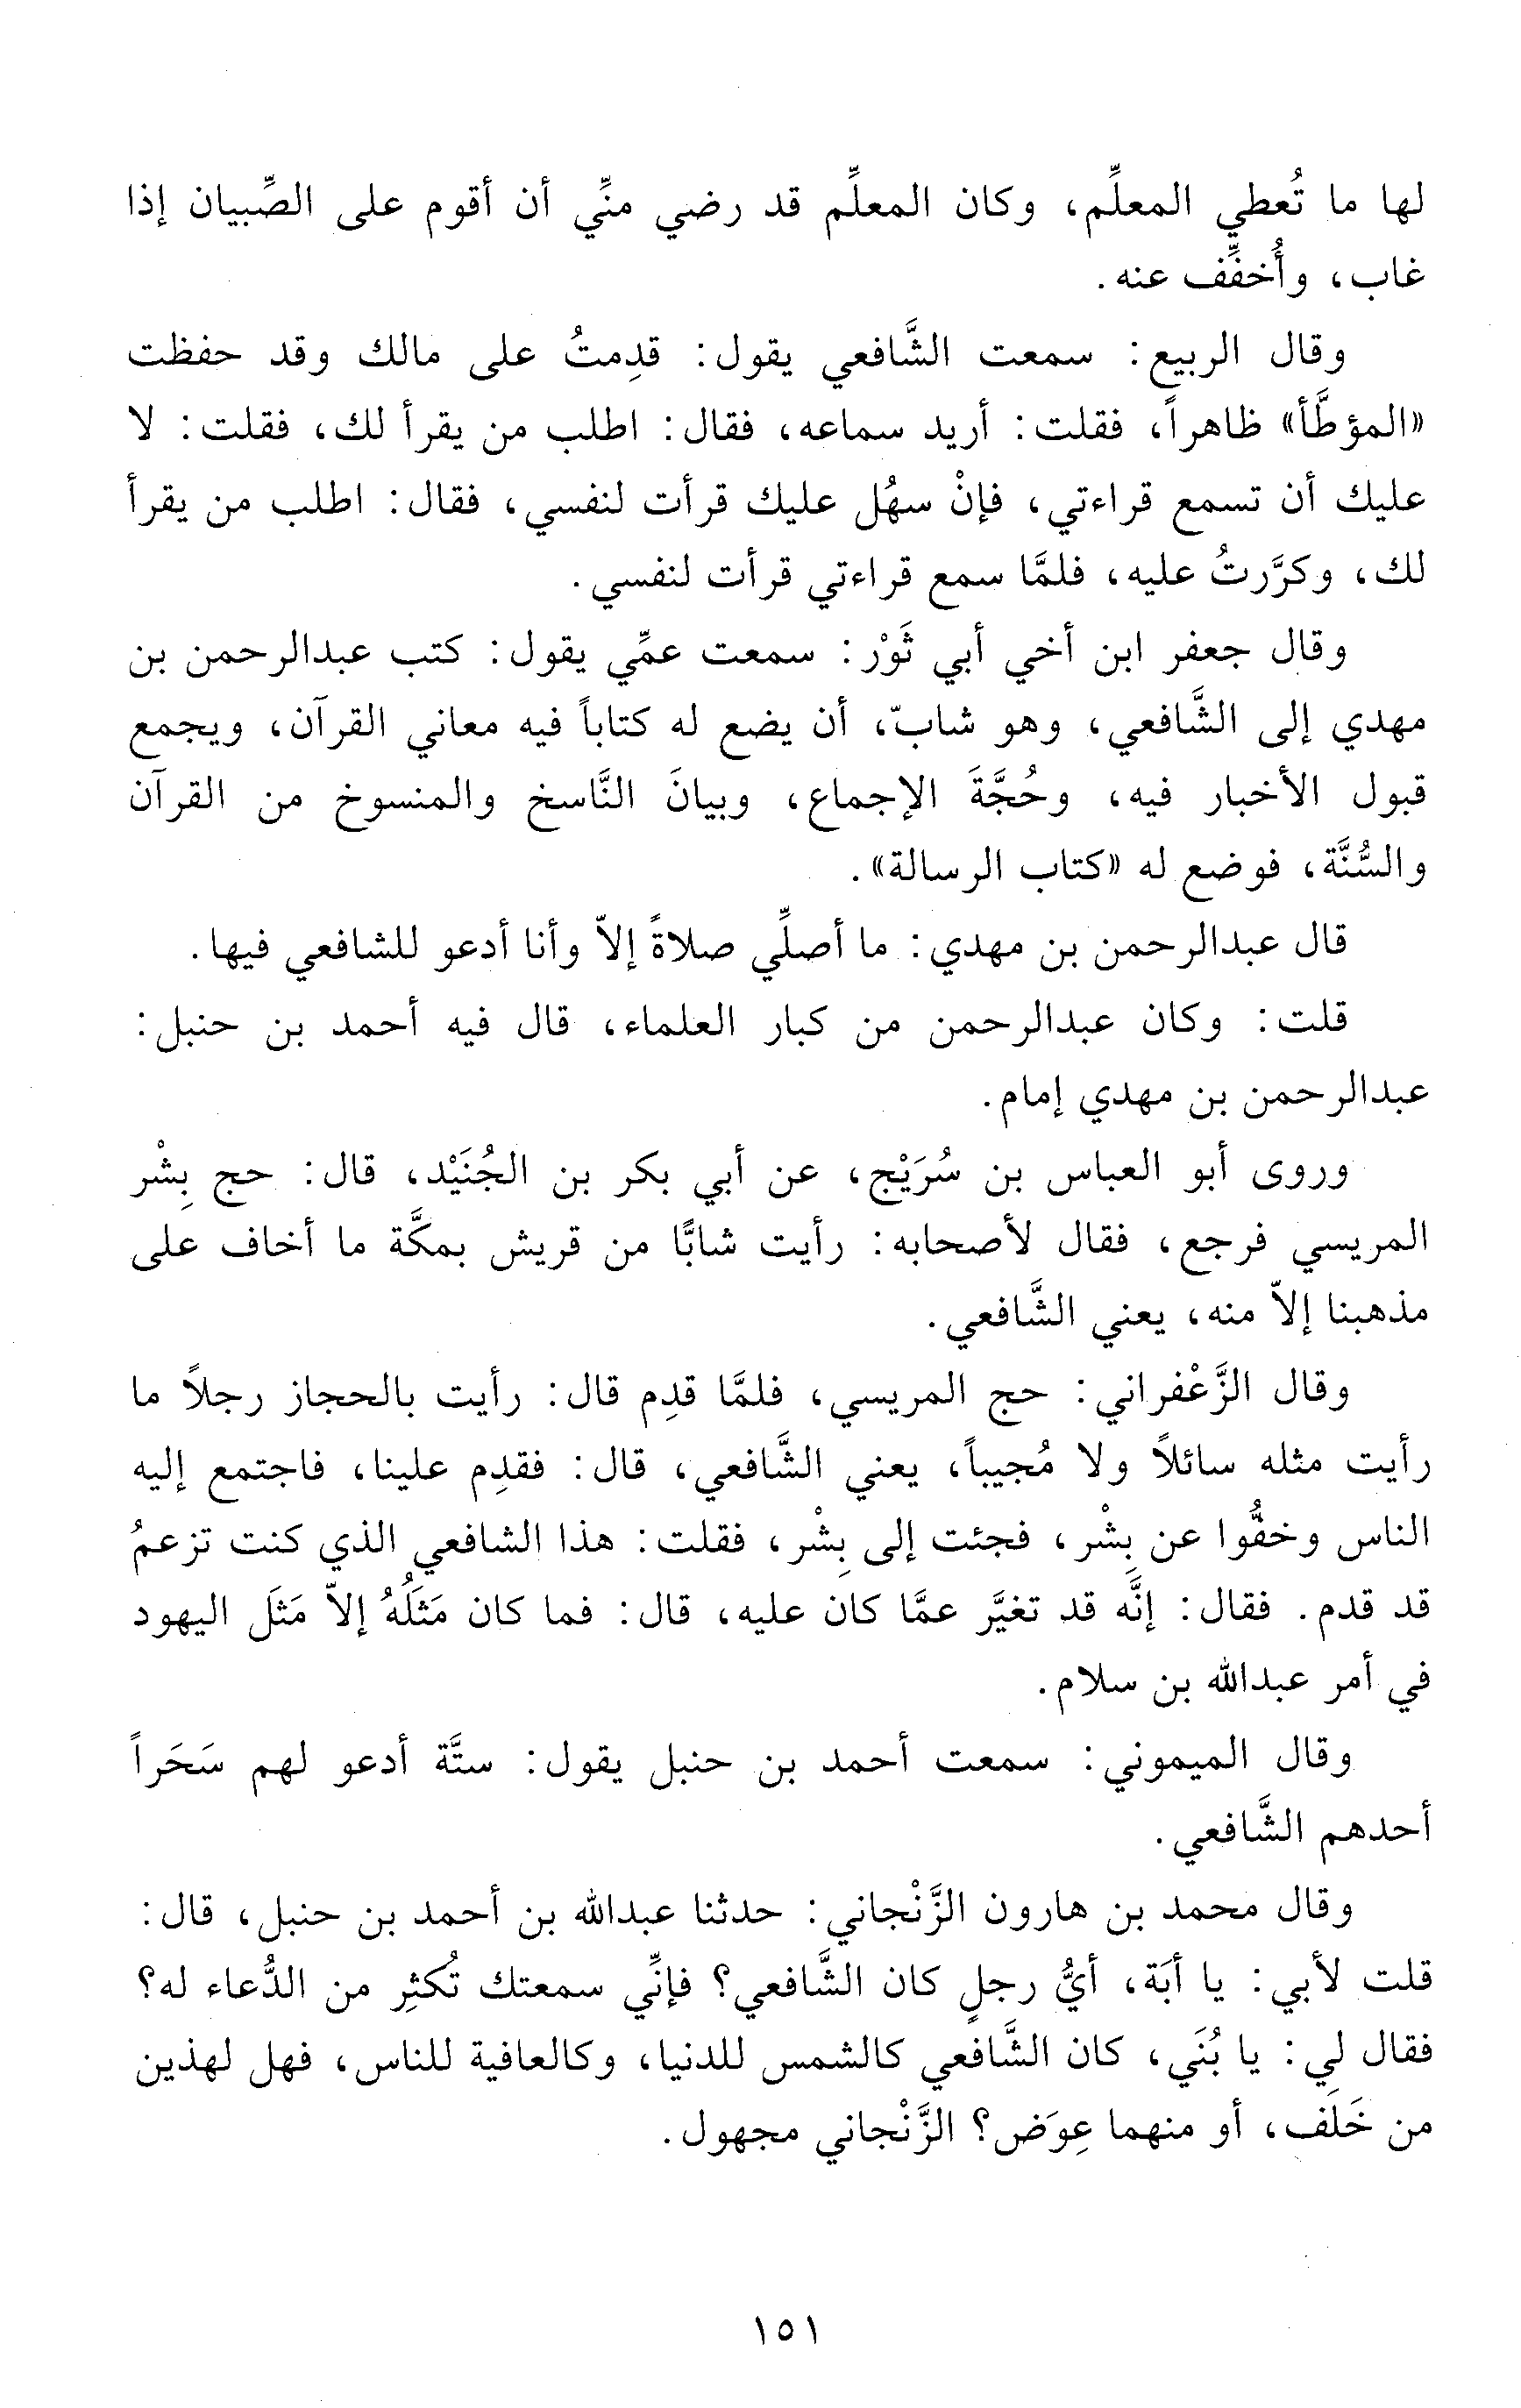 لها ما تُعطي المعلِّم، وكان المعلِّم قد رضي منِّي أن أقوم على الصِّبيان إذا
غاب، وأُخفِّف عنه.
وقال الربيع: سمعت الشَّافعي يقول: قدِمتُ على مالك وقد حفظت
«المؤطَّأ» ظاهراً، فقلت: أريد سماعه، فقال: اطلب من يقرأ لك، فقلت: لا
عليك أن تسمع قراءتي، فإنْ سهُل عليك قرأت لنفسي، فقال: اطلب من يقرأ
لك، وكرَّرتُ عليه، فلمَّا سمع قراءتي قرأت لنفسي.
وقال جعفر ابن أخي أبي ثَوْر: سمعت عمِّي يقول: كتب عبدالرحمن بن
مهدي إلى الشَّافعي، وهو شابّ، أن يضع له كتاباً فيه معاني القرآن، ويجمع
قبول الأخبار فيه، وحُجَّةَ الإجماع، وبيانَ النَّاسخ والمنسوخ من القرآن
والسُّنَّة، فوضع له «كتاب الرسالة».
قال عبدالرحمن بن مهدي: ما أصلِّي صلاةً إلاّ وأنا أدعو للشافعي فيها.
قلت: وكان عبدالرحمن من كبار العلماء، قال فيه أحمد بن حنبل:
عبدالرحمن بن مهدي إمام.
وروى أبو العباس بن سُرَيْج، عن أبي بكر بن الجُنَيْد، قال: حج بِشْر
المريسي فرجع، فقال لأصحابه: رأيت شابًّا من قريش بمكَّة ما أخاف على
مذهبنا إلاّ منه، يعني الشَّافعي.
وقال الزَّعْفراني: حج المريسي، فلمَّا قدِم قال: رأيت بالحجاز رجلاً ما
رأيت مثله سائلاً ولا مُجيباً، يعني الشَّافعي، قال: فقدِم علينا، فاجتمع إليه
الناس وخفُّوا عن بِشْر، فجئت إلى بِشْر، فقلت: هذا الشافعي الذي كنت تزعمُ
قد قدم. فقال: إنَّه قد تغيَّر عمَّا كان عليه، قال: فما كان مَثَلُهُ إلاّ مَثَل اليهود
في أمر عبدالله بن سلام.
وقال الميموني: سمعت أحمد بن حنبل يقول: ستَّة أدعو لهم سَحَراً
أحدهم الشَّافعي.
وقال محمد بن هارون الزَّنْجاني: حدثنا عبدالله بن أحمد بن حنبل، قال:
قلت لأبي: يا أبَة، أيُّ رجلٍ كان الشَّافعي؟ فإنِّي سمعتك تُكثِر من الدُّعاء له؟
فقال لِي: يا بُنَي، كان الشَّافعي كالشمس للدنيا، وكالعافية للناس، فهل لهذين
من خَلَف، أو منهما عِوَض؟ الزَّنْجاني مجهول.
١٥١